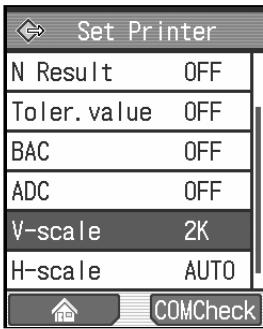 Set Printer
N Result OFF
Toler.value OFF
BAC OFF
ADC OFF
V-scale 2K
H-scale AUTO
COMCheck